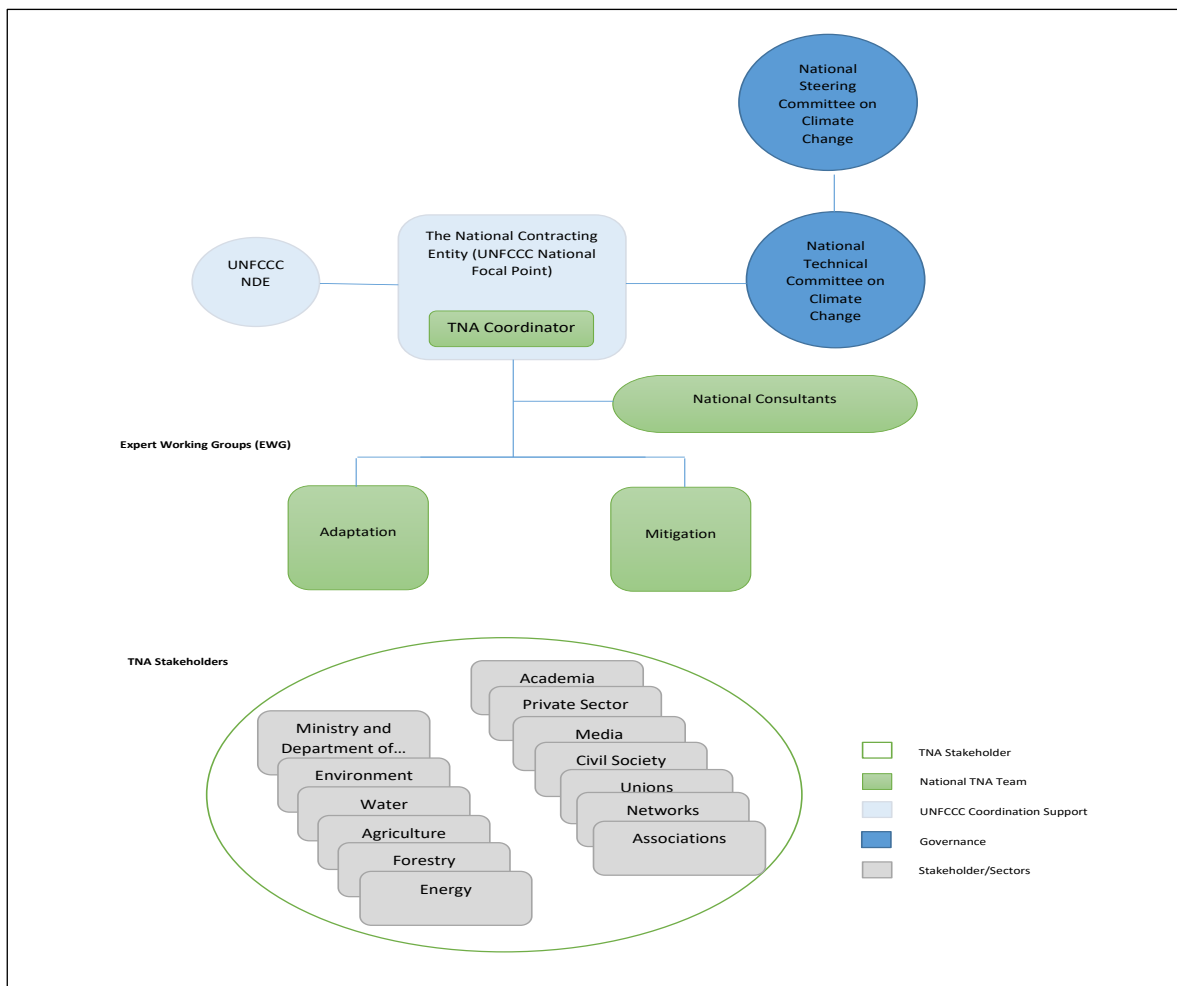 National
Steering
Committee on
Climate
Change
The National Contracting
Entity (UNFCCC National
Focal Point)
UNFCCC
NDE
National
Technical
Committee on
Climate
Change
TNA Coordinator
National Consultants
Expert Working Groups (EWG)
Adaptation
Mitigation
TNA Stakeholders
Ministry and
Department of...
Environment
Water
Agriculture
Forestry
Energy
Academia
Private Sector
Media
Civil Society
Unions
Networks
Associations
TNA Stakeholder
National TNA Team
UNFCCC Coordination Support
Governance
Stakeholder/Sectors